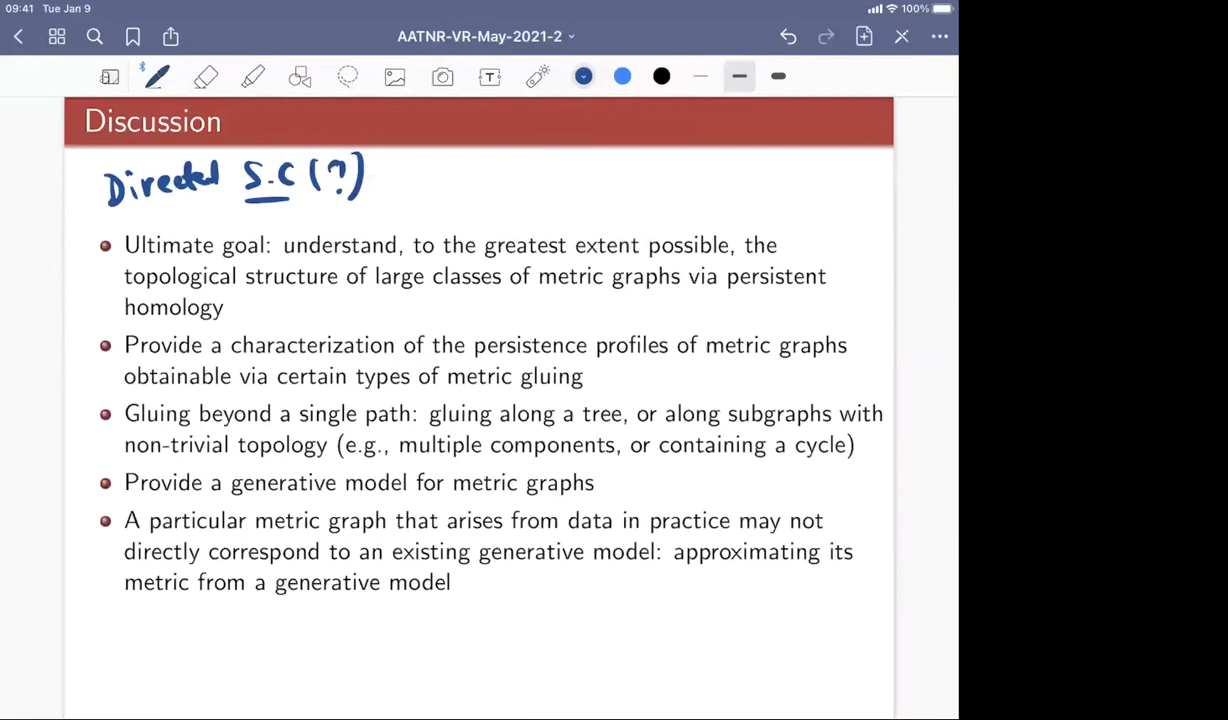 09:41 Tue Jan 9
100%
AATNR-VR-May-2021-2
Discussion
Directed S.C (?)
Ultimate goal: understand, to the greatest extent possible, the
topological structure of large classes of metric graphs via persistent
homology
Provide a characterization of the persistence profiles of metric graphs
obtainable via certain types of metric gluing
Gluing beyond a single path: gluing along a tree, or along subgraphs with
non-trivial topology (e.g., multiple components, or containing a cycle)
Provide a generative model for metric graphs
A particular metric graph that arises from data in practice may not
directly correspond to an existing generative model: approximating its
metric from a generative model